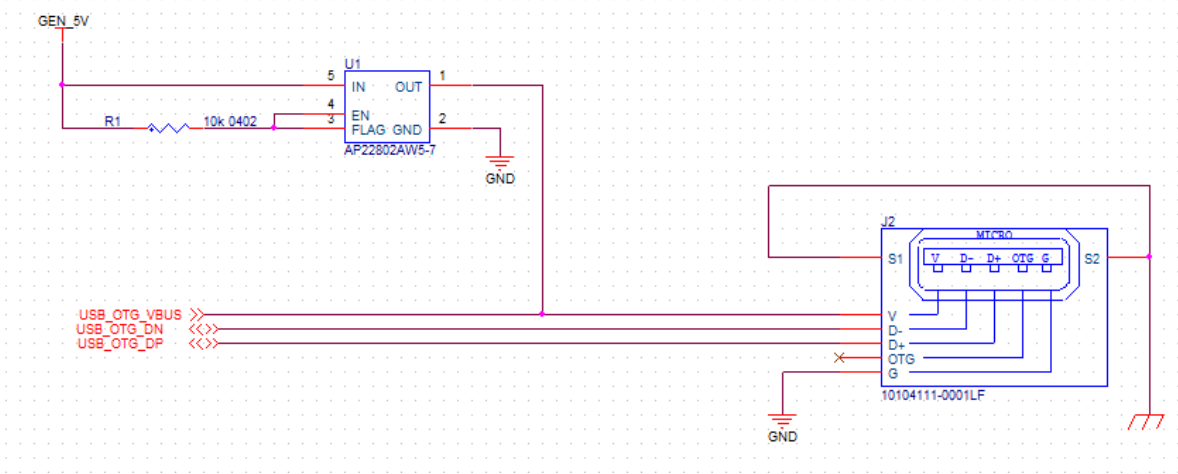 GEN_5V
U1
5 IN OUT 1
4 EN
3 FLAG GND 2
R1 10k 0402
AP22802AW5-7
GND
J2
MICRO
S1 V D- D+ OTG G S2
USB_OTG_VBUS V
USB_OTG_DN D-
USB_OTG_DP D+
OTG
G
10104111-0001LF
GND